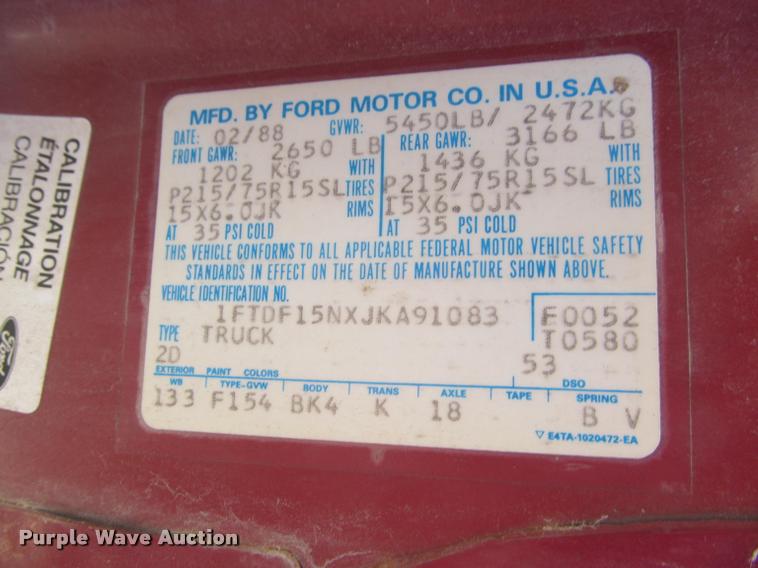 MFD. BY FORD MOTOR CO. IN U.S.A.
DATE: 02/88 GVWR: 5450LB/ 2472KG
FRONT GAWR: 2650 LB REAR GAWR: 3166 LB
1202 KG WITH 1436 KG WITH
P215/75R15SL TIRES P215/75R15SL TIRES
15X6.0JK RIMS 15X6.0JK RIMS
AT 35 PSI COLD AT 35 PSI COLD
THIS VEHICLE CONFORMS TO ALL APPLICABLE FEDERAL MOTOR VEHICLE SAFETY
STANDARDS IN EFFECT ON THE DATE OF MANUFACTURE SHOWN ABOVE.
VEHICLE IDENTIFICATION NO.
1FTDF15NXJKA91083 F0052
TYPE TRUCK T0580
2D 53
EXTERIOR PAINT COLORS DSO
WB TYPE-GVW BODY TRANS AXLE TAPE SPRING
133 F154 BK4 K 18 B V
▽ E4TA-1020472-EA
CALIBRATION
ÉTALONNAGE
CALIBRACIÓN
Ford
Purple Wave Auction